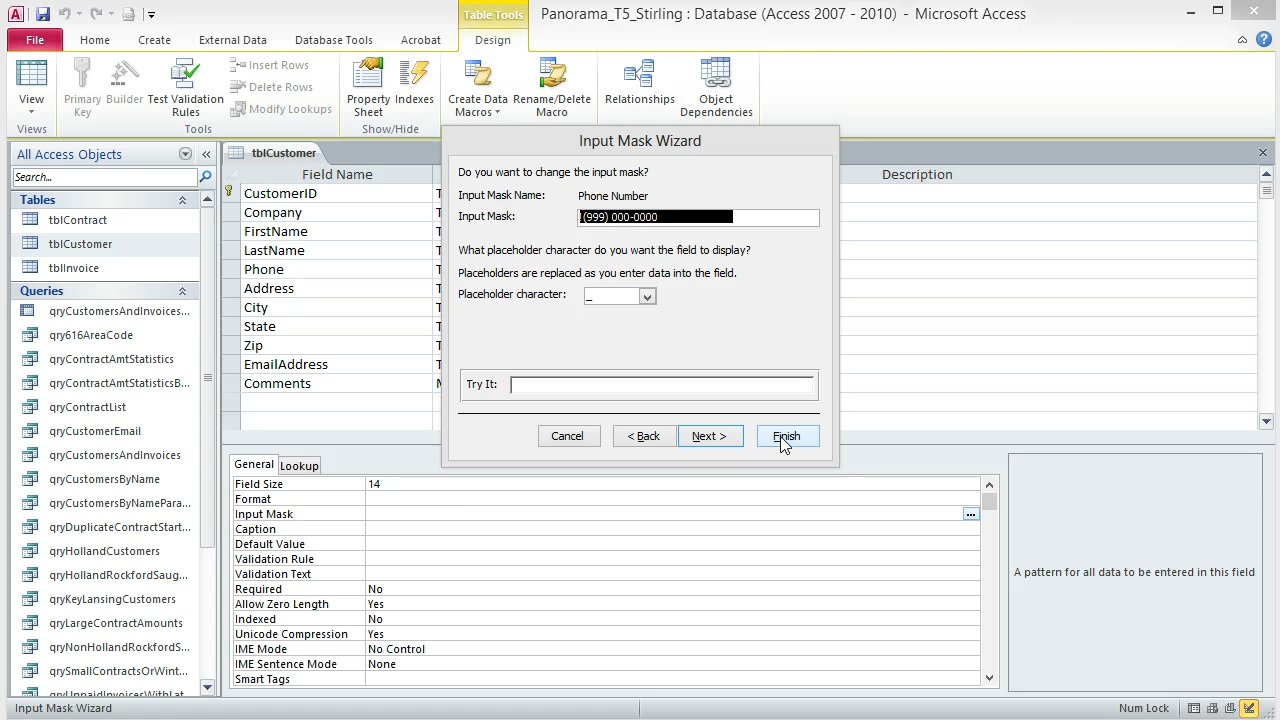 Table Tools
Panorama_T5_Stirling : Database (Access 2007 - 2010) - Microsoft Access
File
Home
Create
External Data
Database Tools
Acrobat
Design
View
Primary Key
Builder
Test Validation Rules
Insert Rows
Delete Rows
Modify Lookups
Property Sheet
Indexes
Create Data Macros
Rename/Delete Macro
Relationships
Object Dependencies
Views
Tools
Show/Hide
All Access Objects
Search...
Tables
tblContract
tblCustomer
tblInvoice
Queries
qryCustomersAndInvoices...
qry616AreaCode
qryContractAmtStatistics
qryContractAmtStatisticsB...
qryContractList
qryCustomerEmail
qryCustomersAndInvoices
qryCustomersByName
qryCustomersByNamePara...
qryDuplicateContractStart...
qryHollandCustomers
qryHollandRockfordSaug...
qryKeyLansingCustomers
qryLargeContractAmounts
qryNonHollandRockfordS...
qrySmallContractsOrWint...
qryUnpaidInvoicesWithLat...
tblCustomer
Field Name
Description
CustomerID
Company
FirstName
LastName
Phone
Address
City
State
Zip
EmailAddress
Comments
Input Mask Wizard
Do you want to change the input mask?
Input Mask Name: Phone Number
Input Mask: !(999) 000-0000
What placeholder character do you want the field to display?
Placeholders are replaced as you enter data into the field.
Placeholder character: _
Try It:
Cancel
< Back
Next >
Finish
General
Lookup
Field Size 14
Format
Input Mask
Caption
Default Value
Validation Rule
Validation Text
Required No
Allow Zero Length Yes
Indexed No
Unicode Compression Yes
IME Mode No Control
IME Sentence Mode None
Smart Tags
A pattern for all data to be entered in this field
Input Mask Wizard
Num Lock